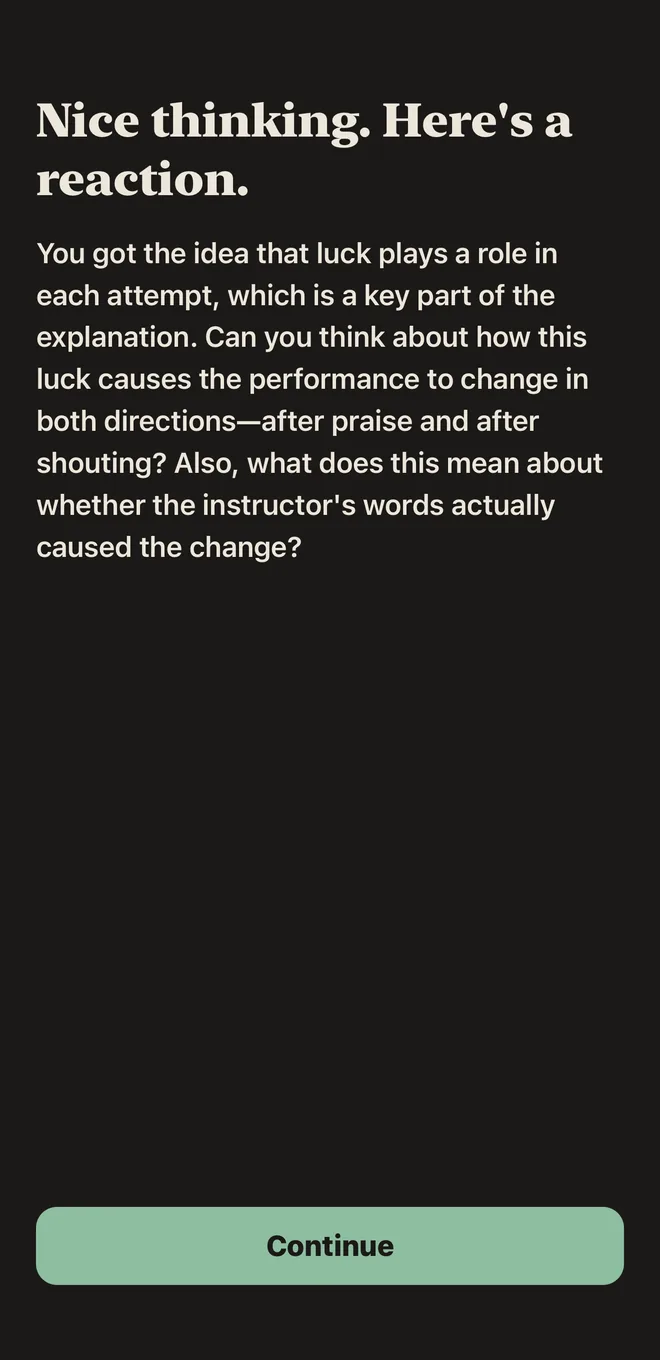 Nice thinking. Here's a
reaction.
You got the idea that luck plays a role in
each attempt, which is a key part of the
explanation. Can you think about how this
luck causes the performance to change in
both directions—after praise and after
shouting? Also, what does this mean about
whether the instructor's words actually
caused the change?
Continue